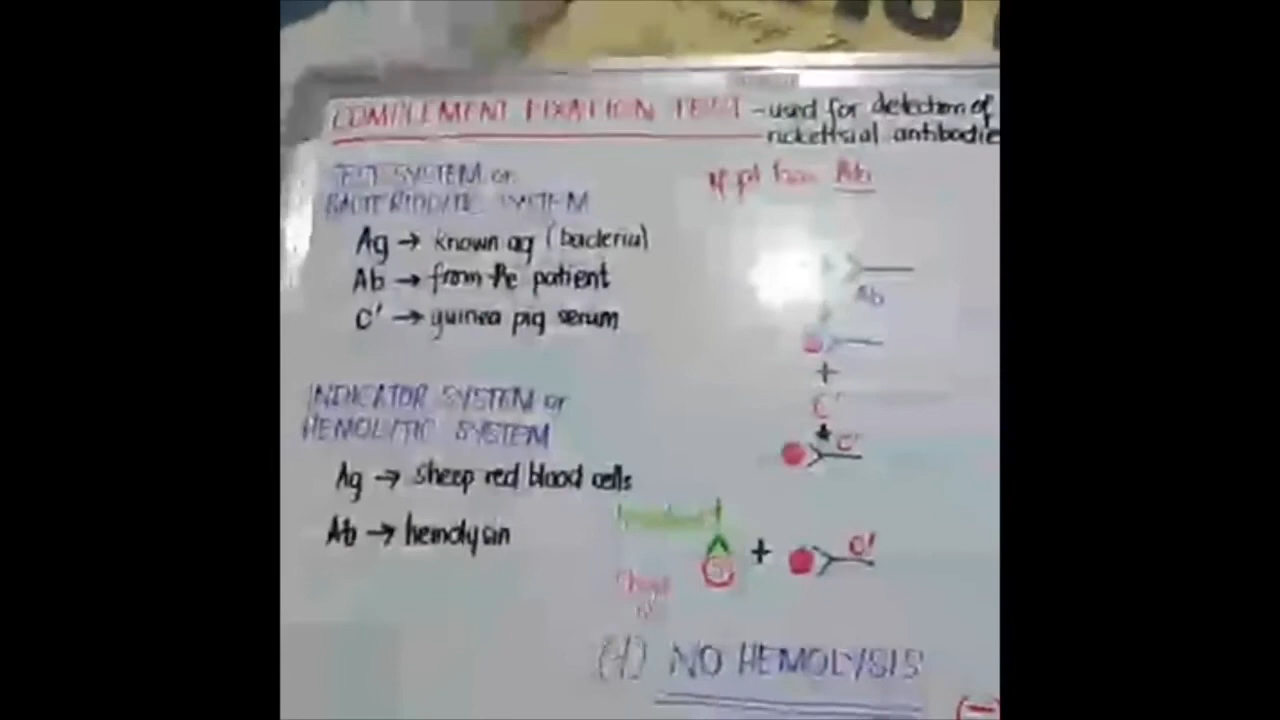 COMPLEMENT FIXATION TEST - used for detection of
rickettsial antibodie
TEST SYSTEM or
BACTERIOLYTIC SYSTEM
Ag → known ag (bacteria)
Ab → from the patient
C' → guinea pig serum
INDICATOR SYSTEM or
HEMOLYTIC SYSTEM
Ag → sheep red blood cells
Ab → hemolysin
If pt has Ab
Ab
+
C'
C'
+ C'
(+) NO HEMOLYSIS
(-)